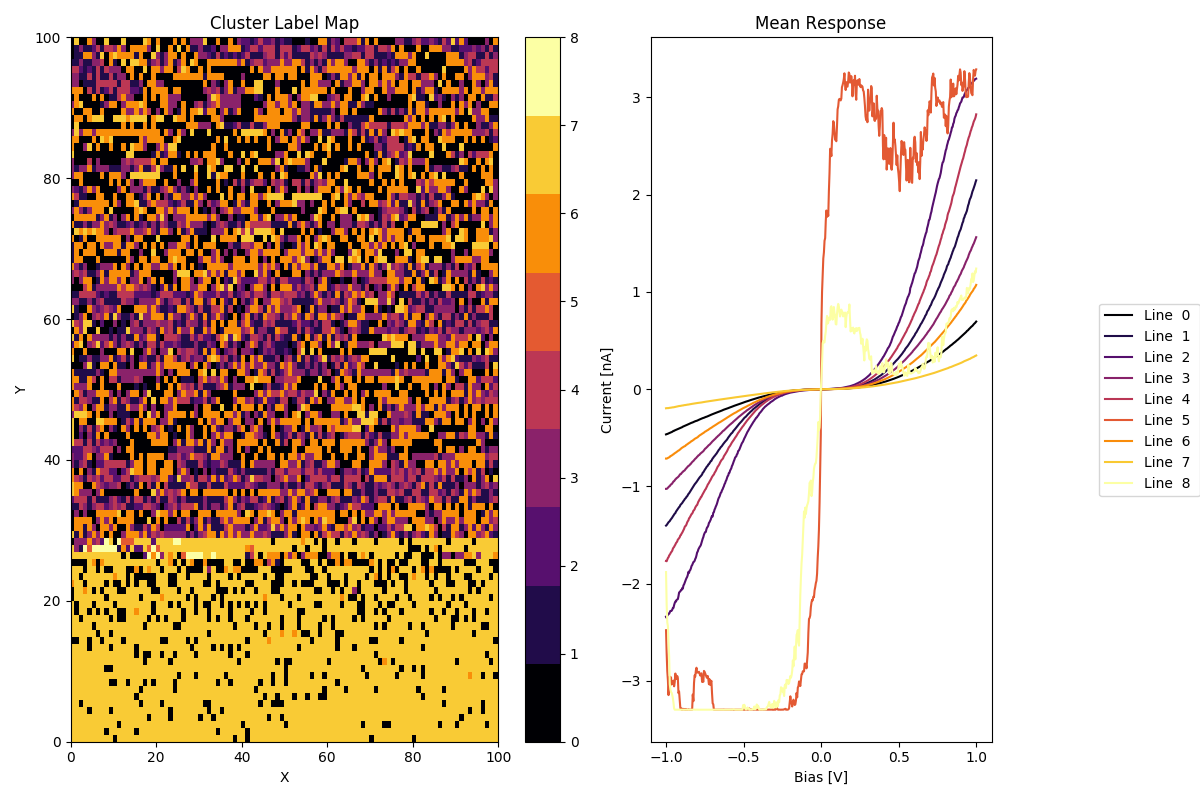 Cluster Label Map
Mean Response
100
80
60
40
20
0
Y
0
20
40
60
80
100
X
8
7
6
5
4
3
2
1
0
Current [nA]
3
2
1
0
−1
−2
−3
−1.0
−0.5
0.0
0.5
1.0
Bias [V]
Line 0
Line 1
Line 2
Line 3
Line 4
Line 5
Line 6
Line 7
Line 8